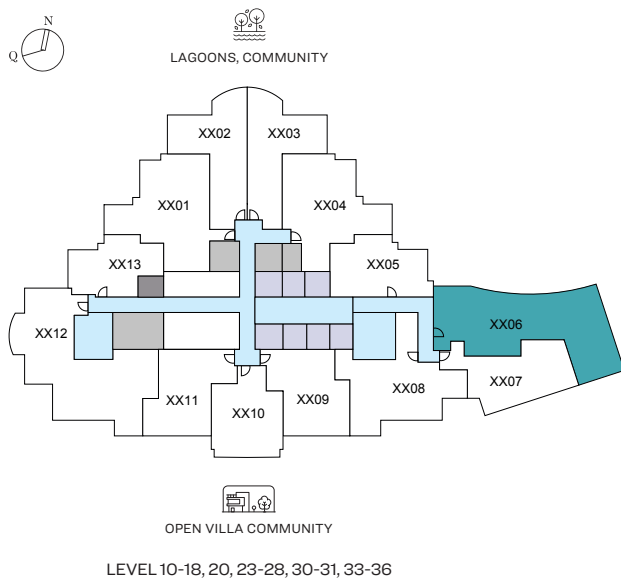 N
Q
LAGOONS, COMMUNITY
XX02
XX03
XX01
XX04
XX13
XX05
XX12
XX06
XX07
XX08
XX11
XX10
XX09
OPEN VILLA COMMUNITY
LEVEL 10-18, 20, 23-28, 30-31, 33-36